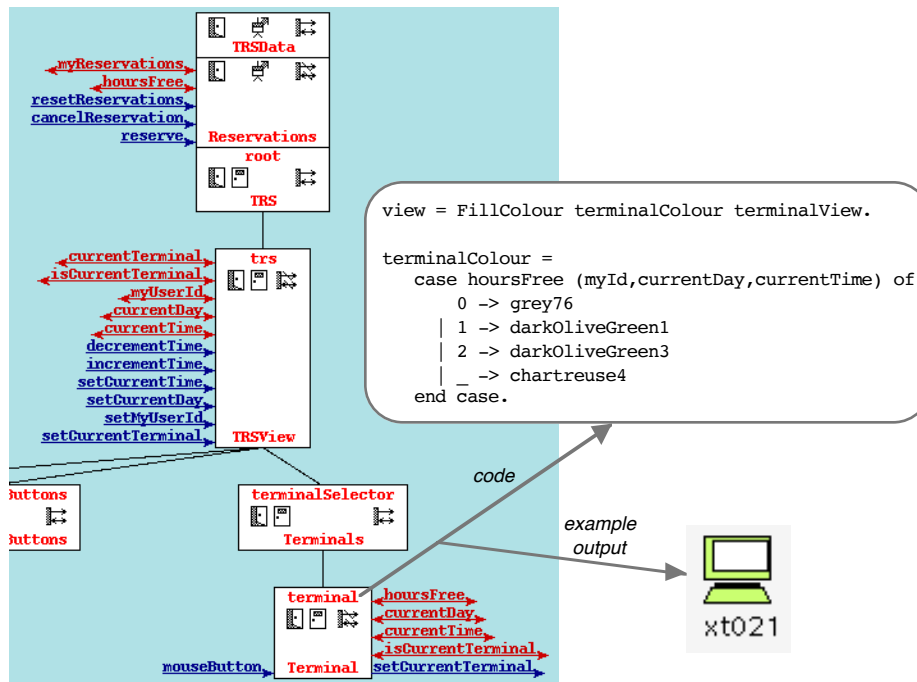 TRSData
myReservations
hoursFree
resetReservations
cancelReservation
reserve
Reservations
root
TRS
view = FillColour terminalColour terminalView.
terminalColour =
case hoursFree (myId,currentDay,currentTime) of
0 -> grey76
| 1 -> darkOliveGreen1
| 2 -> darkOliveGreen3
| _ -> chartreuse4
end case.
trs
currentTerminal
isCurrentTerminal
myUserId
currentDay
currentTime
decrementTime
incrementTime
setCurrentTime
setCurrentDay
setMyUserId
setCurrentTerminal
TRSView
code
Buttons
Buttons
terminalSelector
Terminals
example
output
terminal
hoursFree
currentDay
currentTime
isCurrentTerminal
mouseButton
Terminal
setCurrentTerminal
xt021